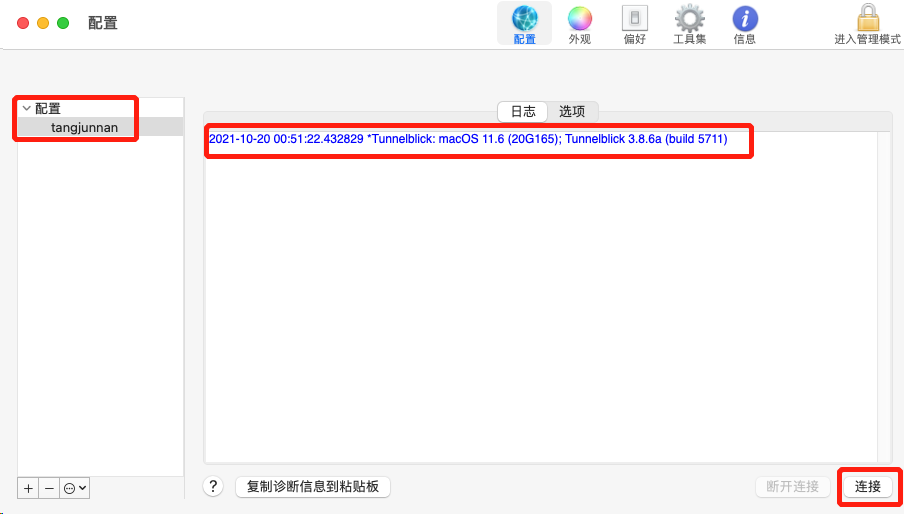 配置
配置
外观
偏好
工具集
信息
进入管理模式
配置
tangjunnan
日志
选项
2021-10-20 00:51:22.432829 *Tunnelblick: macOS 11.6 (20G165); Tunnelblick 3.8.6a (build 5711)
?
复制诊断信息到粘贴板
断开连接
连接